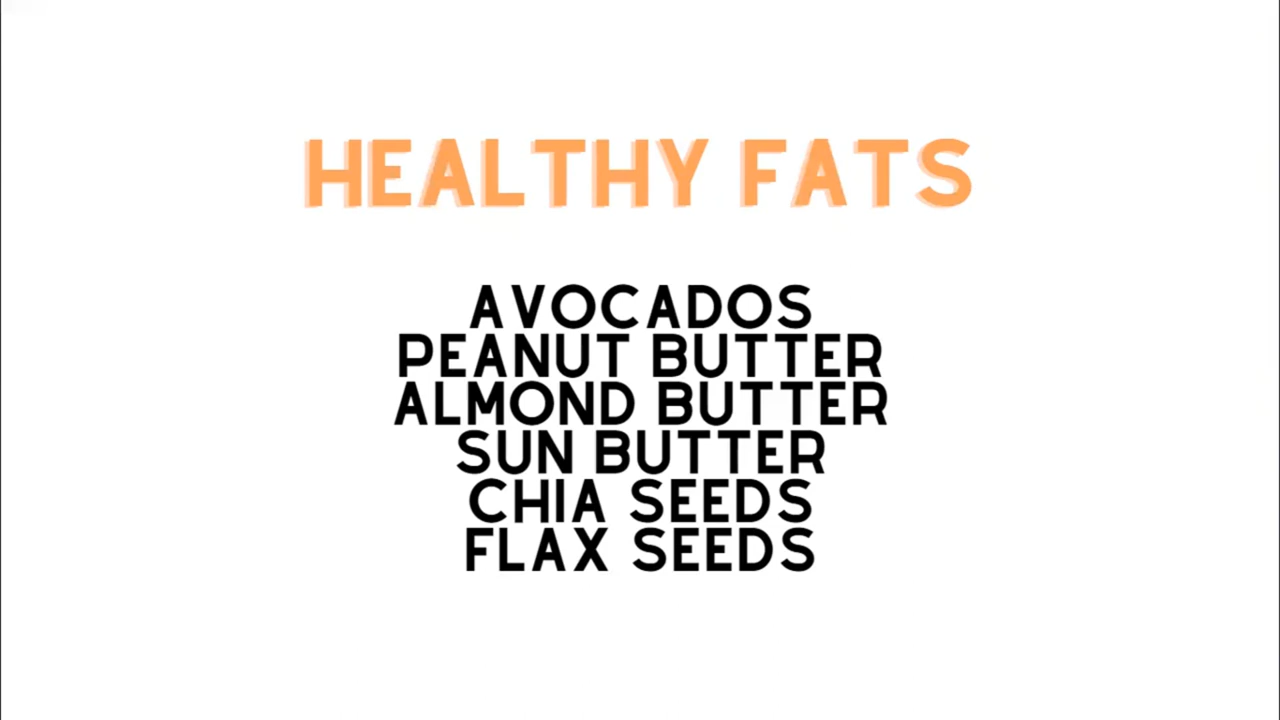 HEALTHY FATS
AVOCADOS
PEANUT BUTTER
ALMOND BUTTER
SUN BUTTER
CHIA SEEDS
FLAX SEEDS